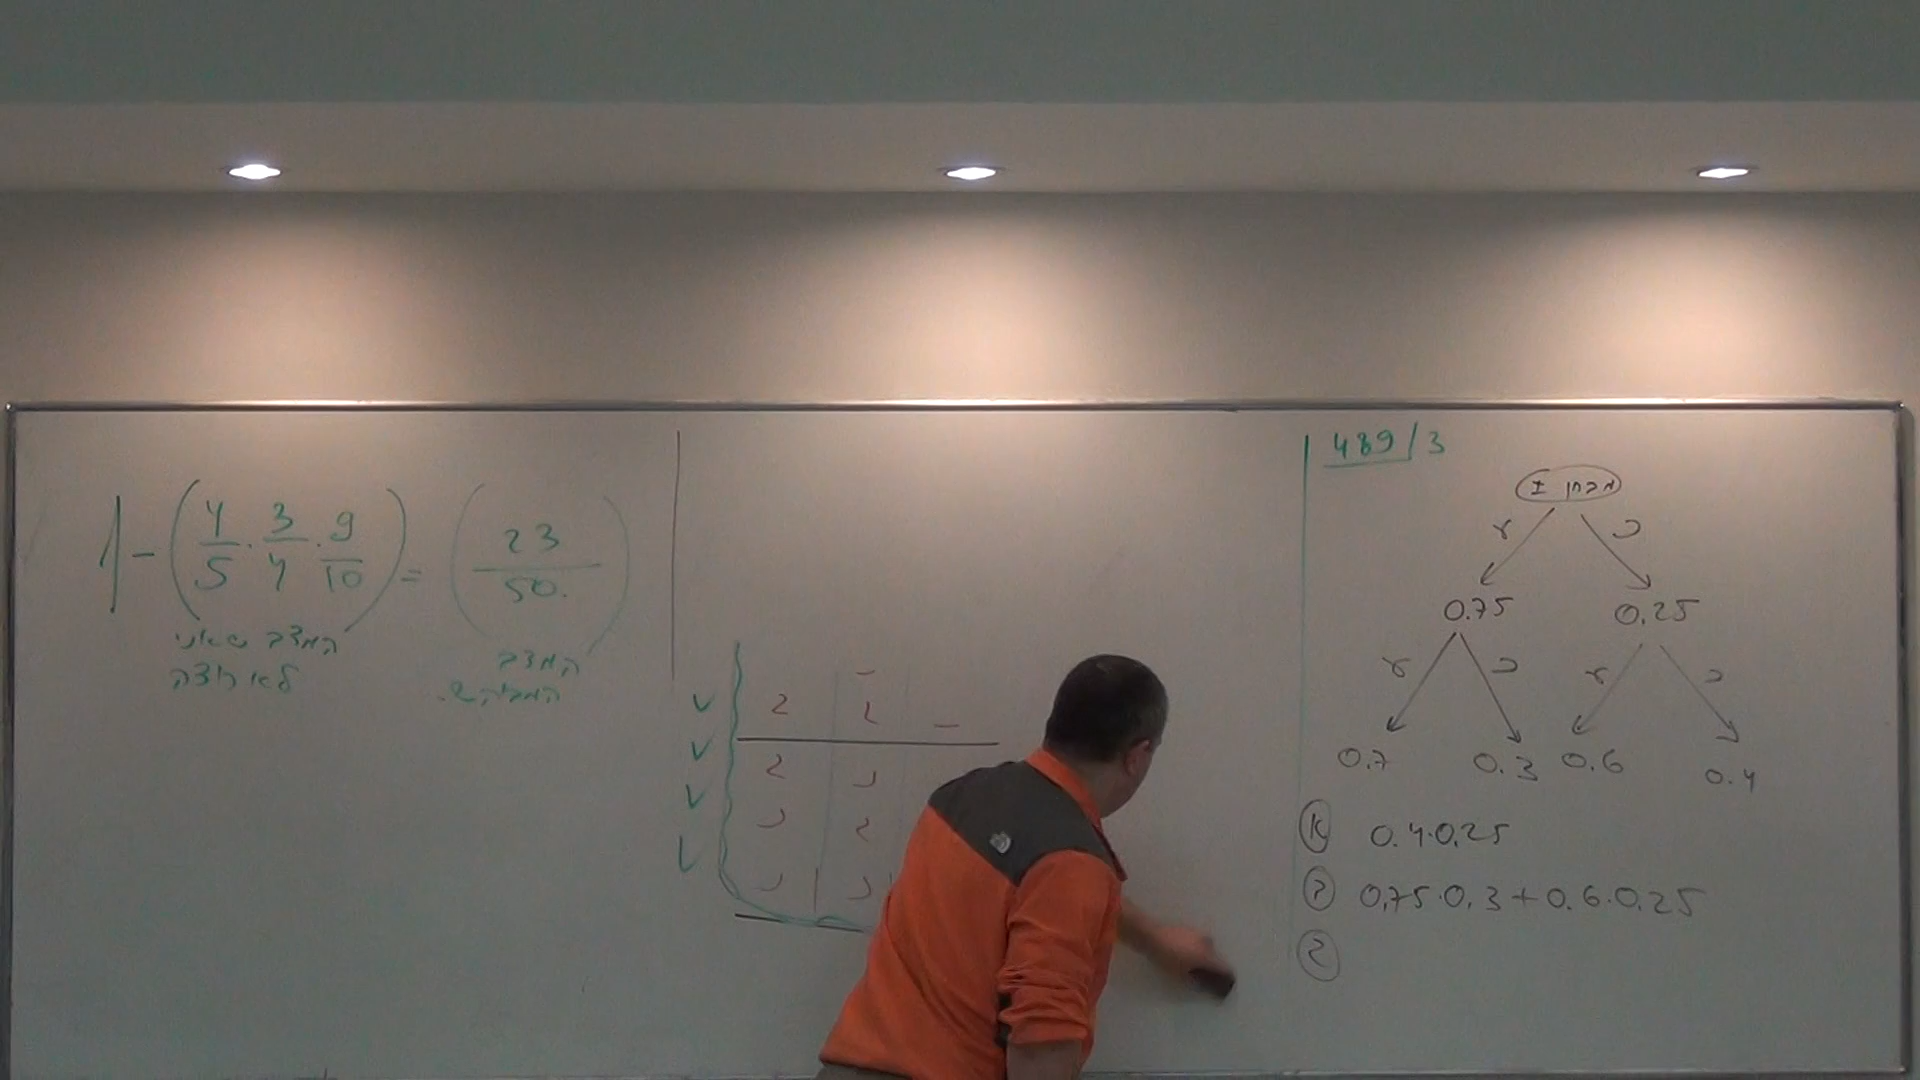 489/3
מבחן I
ע נ
0.75 0.25
ע נ ע נ
0.7 0.3 0.6 0.4
א 0.4·0.25
ב 0.75·0.3+0.6·0.25
ג
1-(4/5·3/4·9/10)=(23/50)
המצב שאני
לא רוצה
המצב
המבוקש.